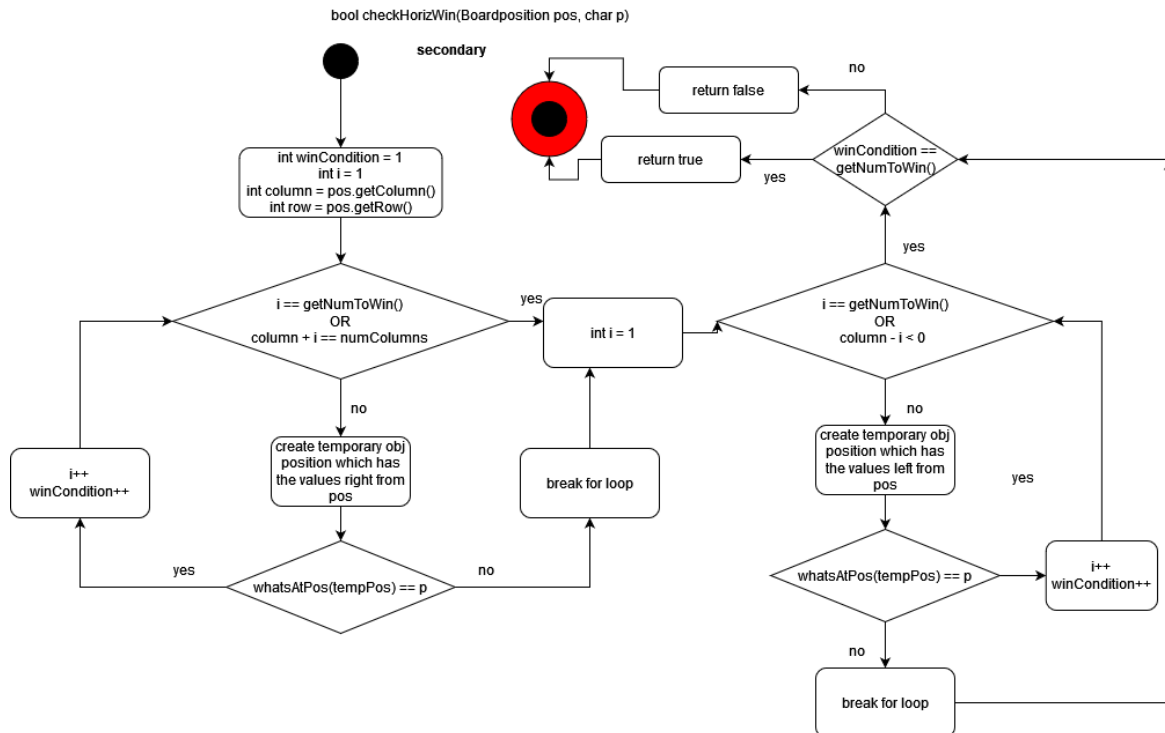 bool checkHorizWin(Boardposition pos, char p)
secondary
int winCondition = 1
int i = 1
int column = pos.getColumn()
int row = pos.getRow()
i == getNumToWin()
OR
column + i == numColumns
yes
no
create temporary obj
position which has
the values right from
pos
whatsAtPos(tempPos) == p
yes
i++
winCondition++
no
break for loop
int i = 1
i == getNumToWin()
OR
column - i < 0
yes
no
create temporary obj
position which has
the values left from
pos
whatsAtPos(tempPos) == p
yes
i++
winCondition++
no
break for loop
winCondition ==
getNumToWin()
no
return false
yes
return true